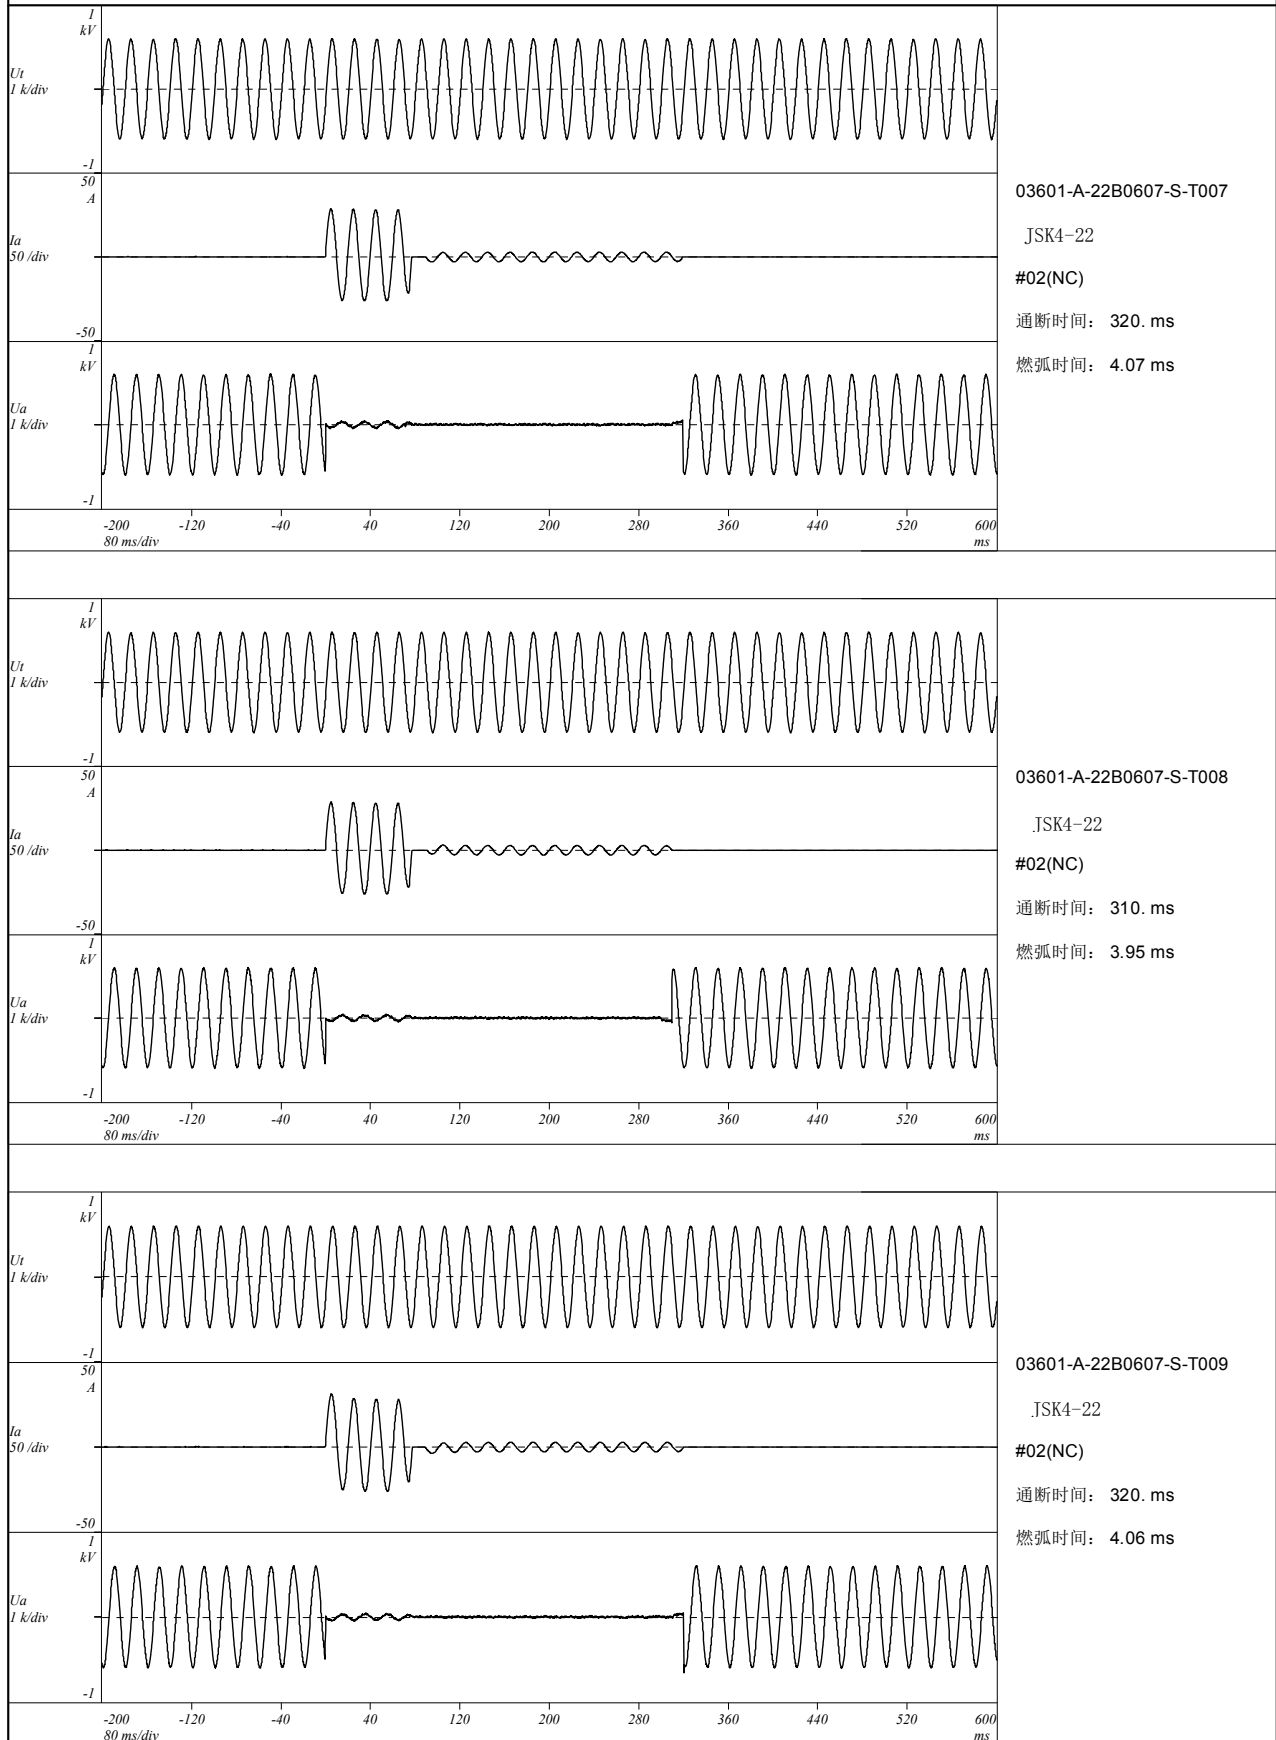 1
kV
Ut
1 k/div
-1
50
A
Ia
50 /div
-50
1
kV
Ua
1 k/div
-1
-200 -120 -40 40 120 200 280 360 440 520 600
80 ms/div ms
03601-A-22B0607-S-T007
JSK4-22
#02(NC)
通断时间： 320. ms
燃弧时间： 4.07 ms
1
kV
Ut
1 k/div
-1
50
A
Ia
50 /div
-50
1
kV
Ua
1 k/div
-1
-200 -120 -40 40 120 200 280 360 440 520 600
80 ms/div ms
03601-A-22B0607-S-T008
JSK4-22
#02(NC)
通断时间： 310. ms
燃弧时间： 3.95 ms
1
kV
Ut
1 k/div
-1
50
A
Ia
50 /div
-50
1
kV
Ua
1 k/div
-1
-200 -120 -40 40 120 200 280 360 440 520 600
80 ms/div ms
03601-A-22B0607-S-T009
JSK4-22
#02(NC)
通断时间： 320. ms
燃弧时间： 4.06 ms